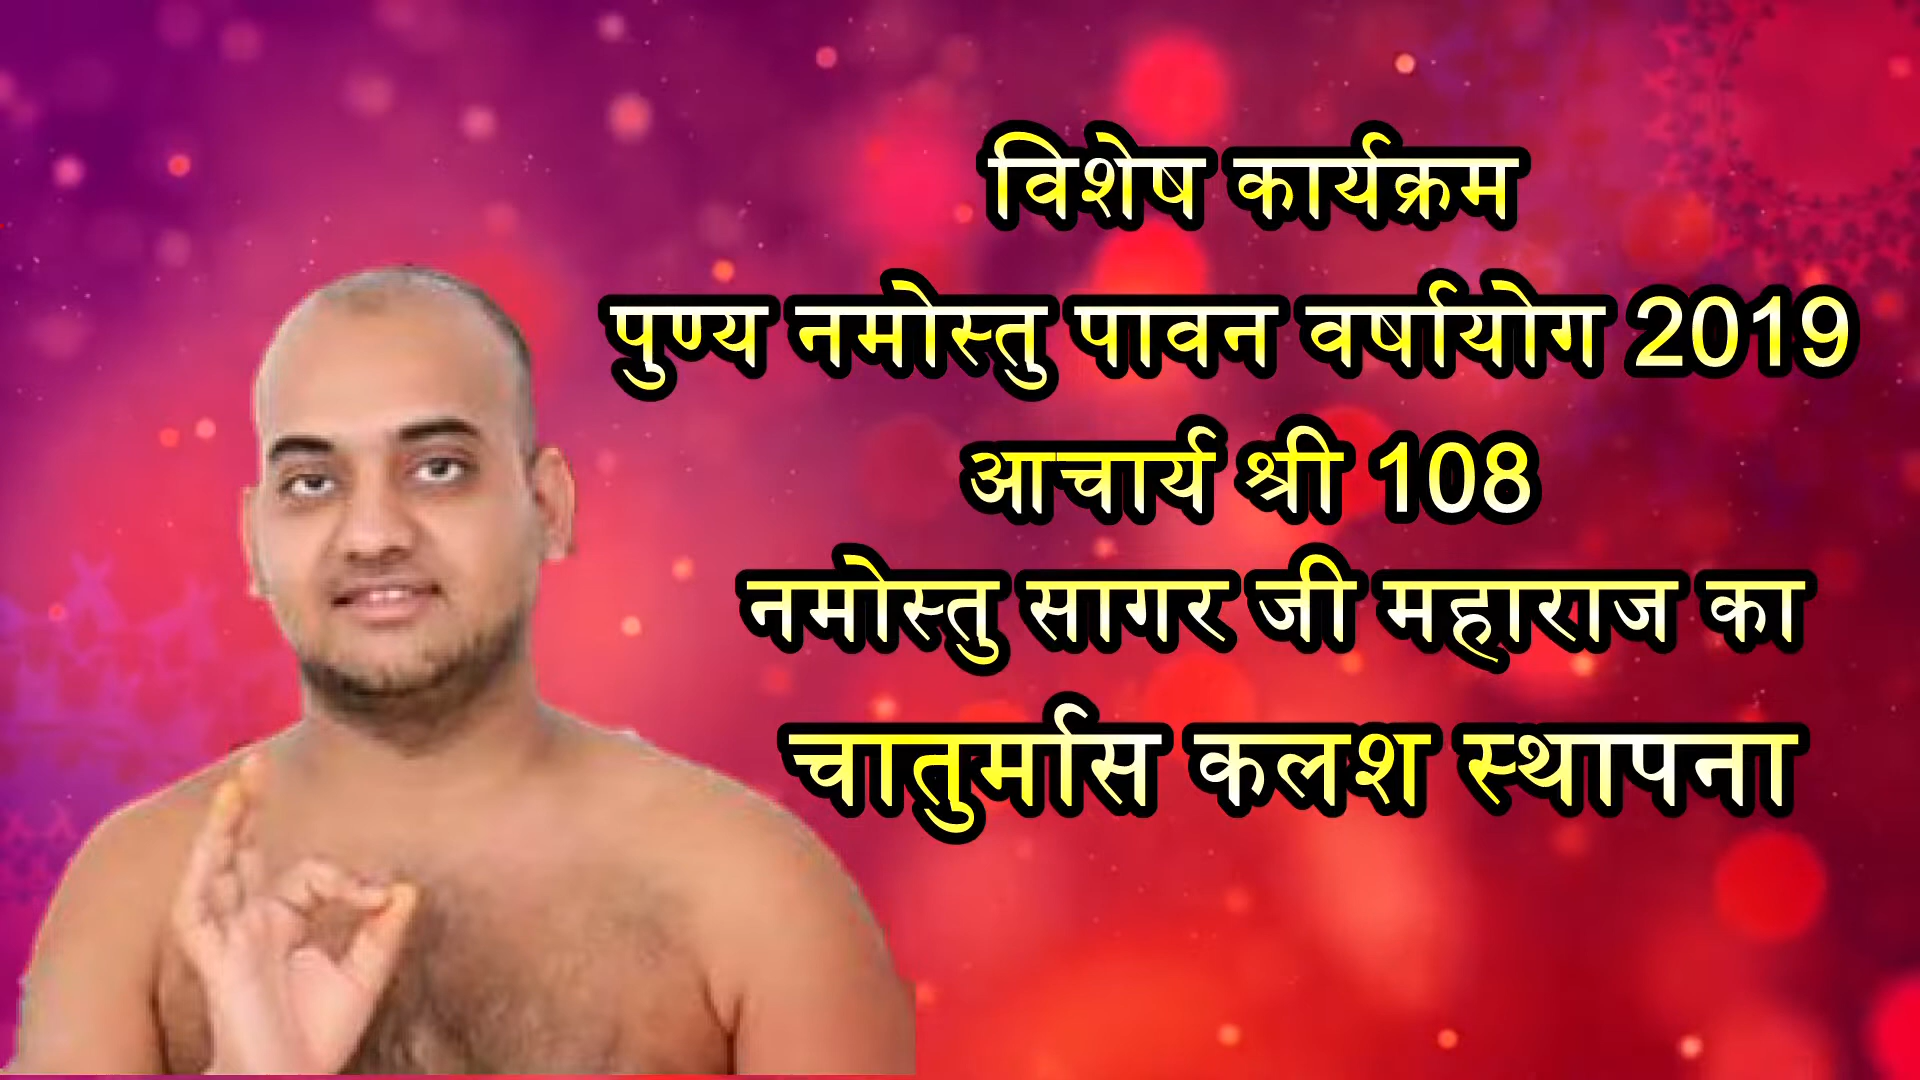 विशेष कार्यक्रम
पुण्य नमोस्तु पावन वर्षायोग 2019
आचार्य श्री 108
नमोस्तु सागर जी महाराज का
चातुर्मास कलश स्थापना